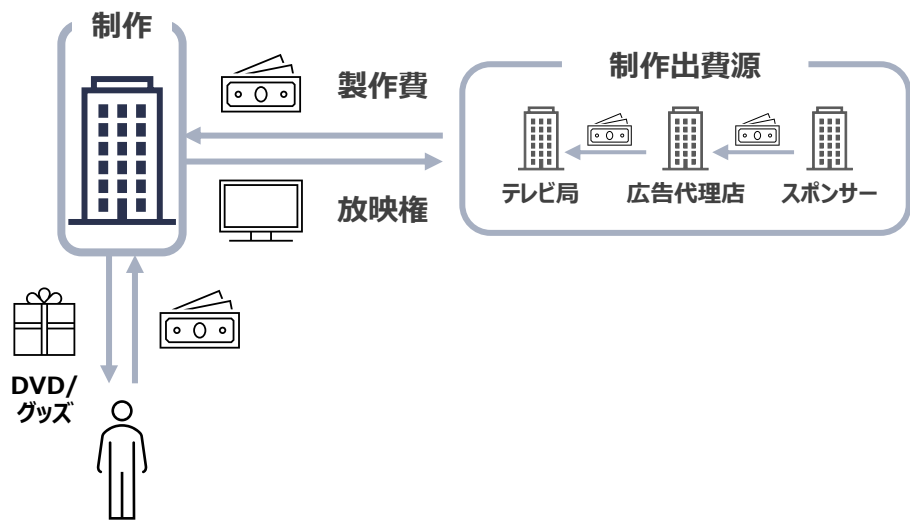 制作
製作費
制作出費源
テレビ局
広告代理店
スポンサー
放映権
DVD/
グッズ